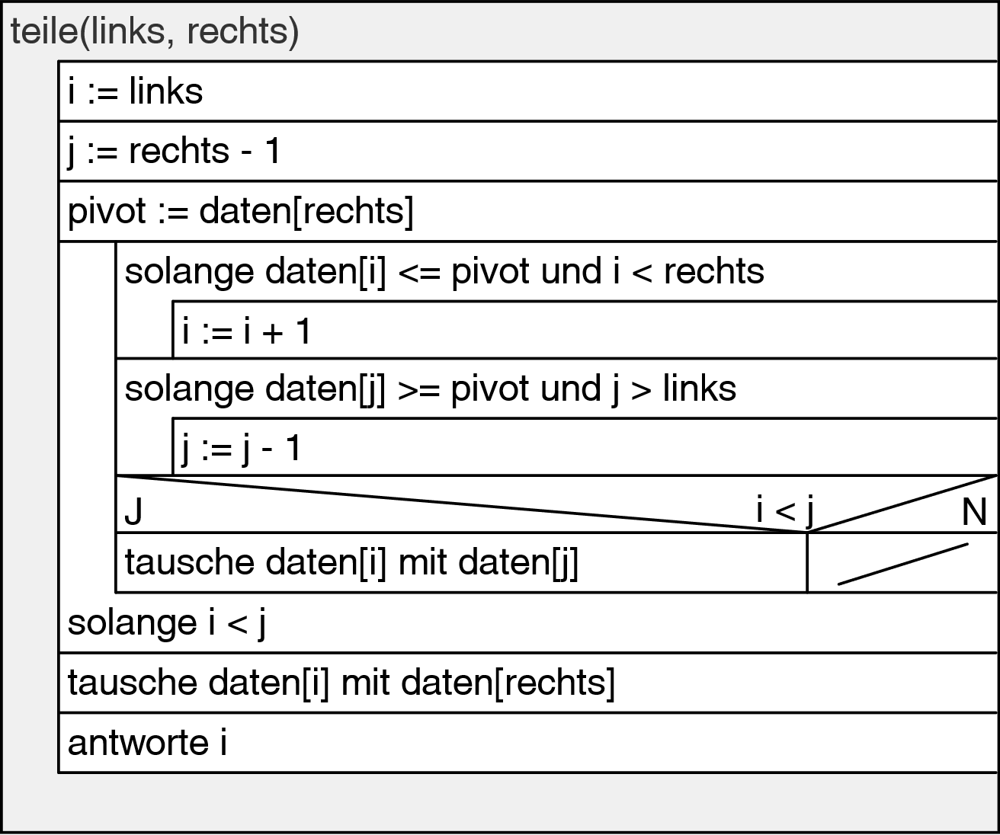 teile(links, rechts)
i := links
j := rechts - 1
pivot := daten[rechts]
solange daten[i] <= pivot und i < rechts
i := i + 1
solange daten[j] >= pivot und j > links
j := j - 1
i < j
J N
tausche daten[i] mit daten[j]
solange i < j
tausche daten[i] mit daten[rechts]
antworte i